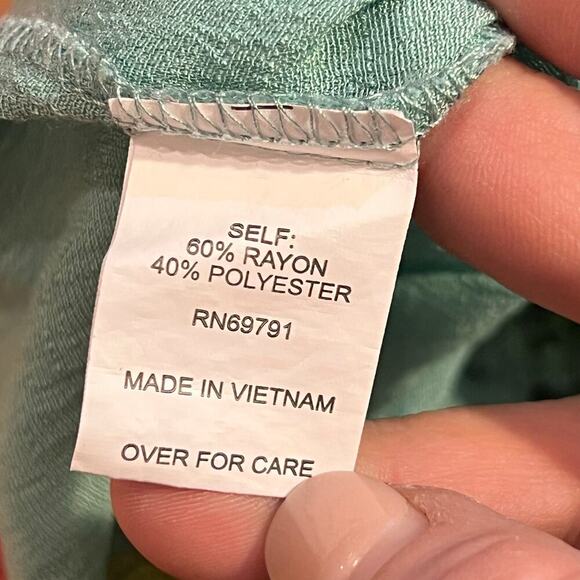 SELF:
60% RAYON
40% POLYESTER
RN69791
MADE IN VIETNAM
OVER FOR CARE